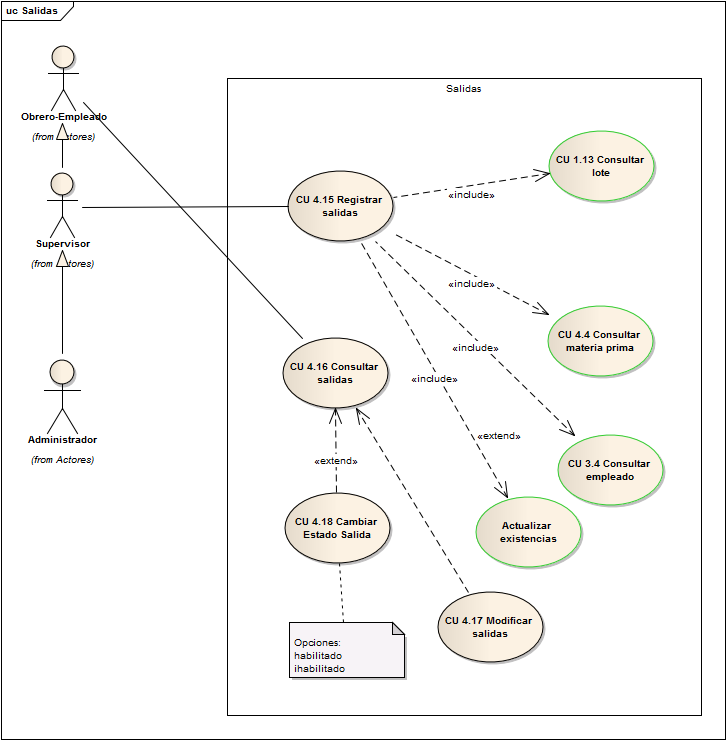 uc Salidas
Salidas
Obrero-Empleado
(from Actores)
CU 1.13 Consultar
lote
«include»
CU 4.15 Registrar
salidas
Supervisor
(from Actores)
«include»
CU 4.4 Consultar
materia prima
«include»
CU 4.16 Consultar
salidas
«include»
Administrador
(from Actores)
«extend»
«extend»
CU 3.4 Consultar
empleado
CU 4.18 Cambiar
Estado Salida
Actualizar
existencias
CU 4.17 Modificar
salidas
Opciones:
habilitado
ihabilitado